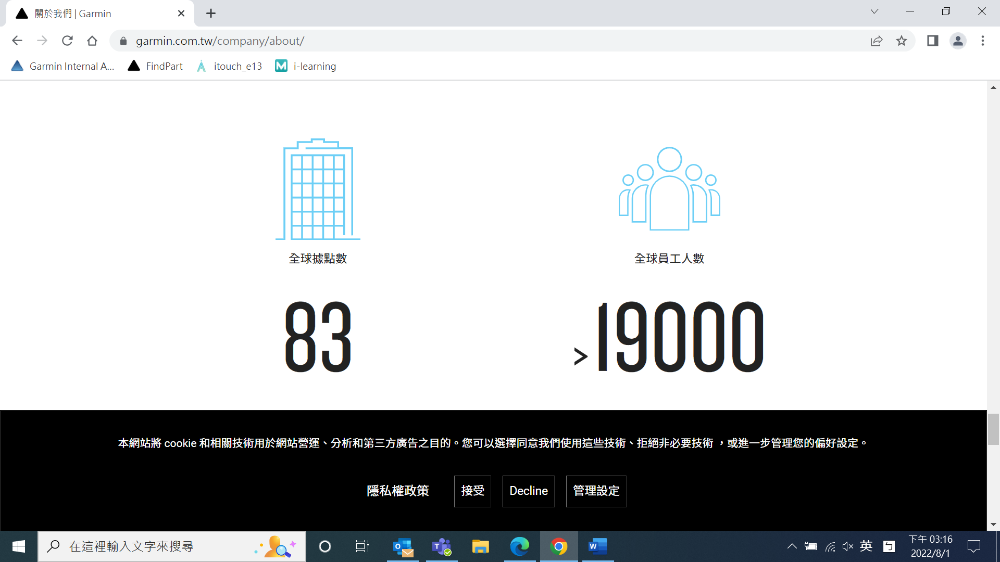 關於我們 | Garmin
garmin.com.tw/company/about/
Garmin Internal A...
FindPart
itouch_e13
i-learning
全球據點數
全球員工人數
83
>19000
本網站將 cookie 和相關技術用於網站營運、分析和第三方廣告之目的。您可以選擇同意我們使用這些技術、拒絕非必要技術 ，或進一步管理您的偏好設定。
隱私權政策
接受
Decline
管理設定
在這裡輸入文字來搜尋
英
ㄅ
下午 03:16
2022/8/1